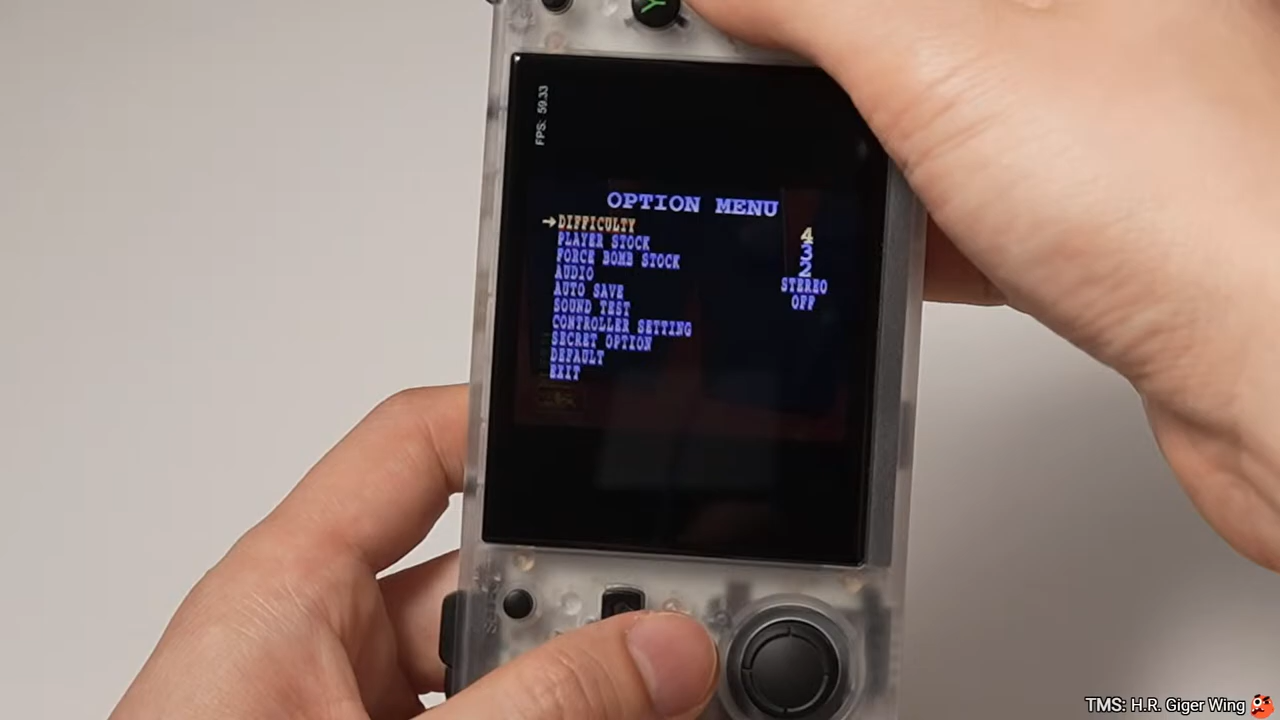 Y
FPS: 59.33
OPTION MENU
→DIFFICULTY 4
PLAYER STOCK 3
FORCE BOMB STOCK 2
AUDIO STEREO
AUTO SAVE OFF
SOUND TEST
CONTROLLER SETTING
SECRET OPTION
DEFAULT
EXIT
TMS: H.R. Giger Wing